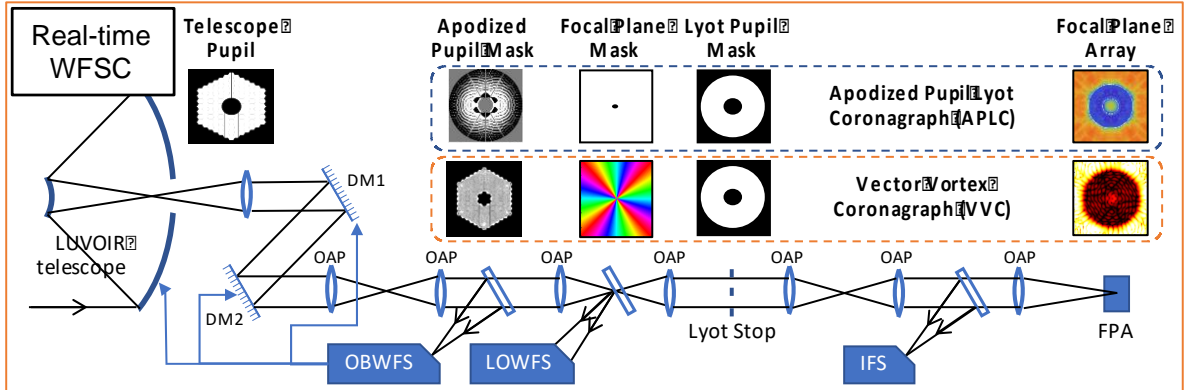 Real-time
WFSC
Telescope
Pupil
Apodized
Pupil Mask
Focal Plane
Mask
Lyot Pupil
Mask
Focal Plane
Array
Apodized Pupil Lyot
Coronagraph (APLC)
Vector Vortex
Coronagraph (VVC)
DM1
LUVOIR
telescope
DM2
OAP
OAP
OAP
OAP
OAP
OAP
OAP
Lyot Stop
FPA
OBWFS
LOWFS
IFS